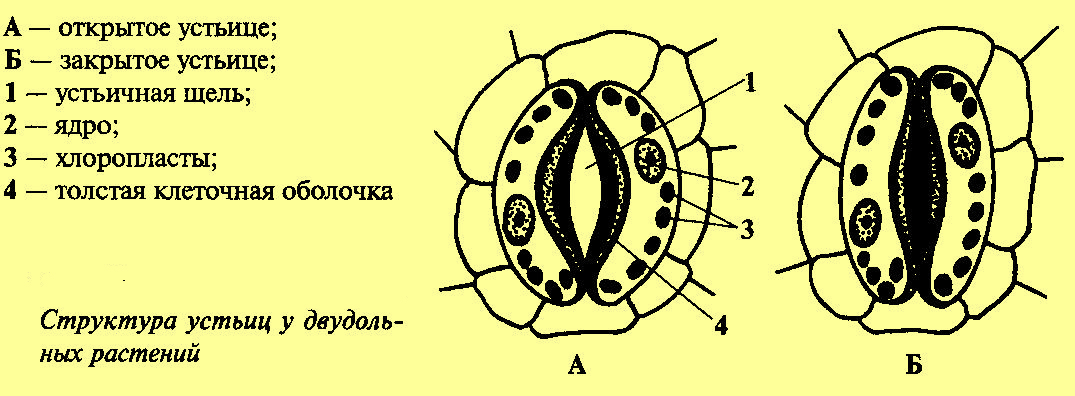 А — открытое устьице;
Б — закрытое устьице;
1 — устьичная щель;
2 — ядро;
3 — хлоропласты;
4 — толстая клеточная оболочка
Структура устьиц у двудоль-
ных растений
1
2
3
4
А
Б